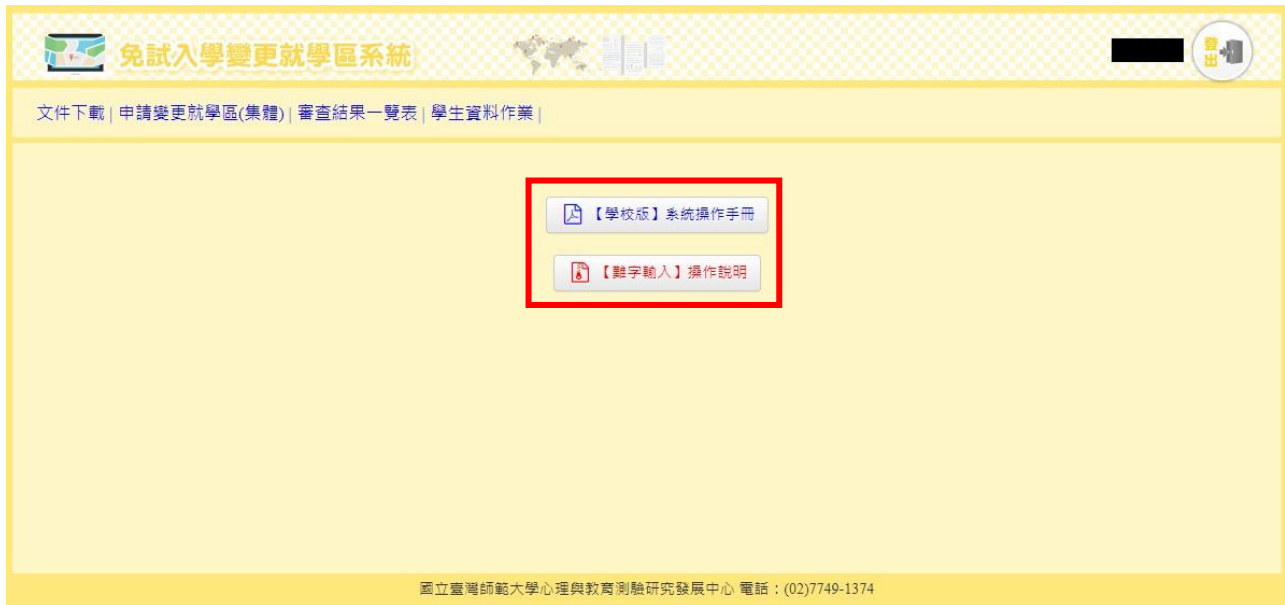 免試入學變更就學區系統
登出
文件下載 | 申請變更就學區(集體) | 審查結果一覽表 | 學生資料作業 |
【學校版】系統操作手冊
【難字輸入】操作說明
國立臺灣師範大學心理與教育測驗研究發展中心 電話：(02)7749-1374